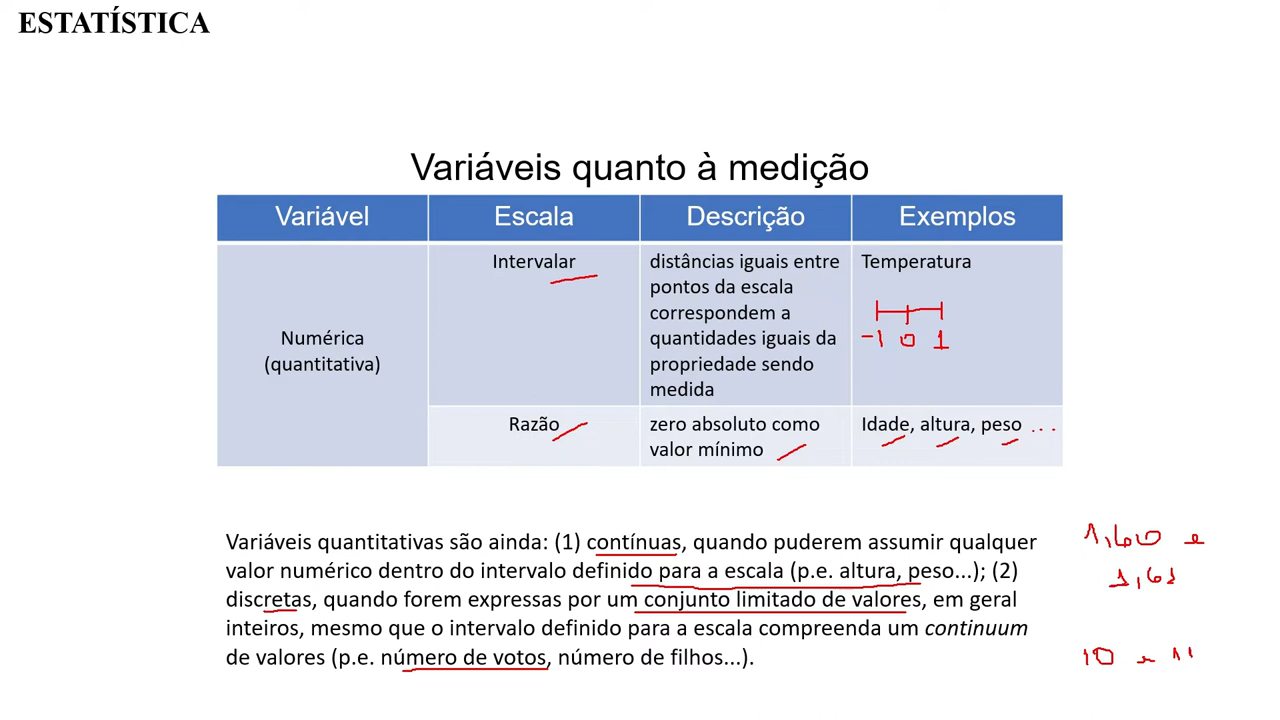 ESTATÍSTICA
Variáveis quanto à medição
Variável Escala Descrição Exemplos
Numérica
(quantitativa)
Intervalar
distâncias iguais entre
pontos da escala
correspondem a
quantidades iguais da
propriedade sendo
medida
Temperatura
-1 0 1
Razão
zero absoluto como
valor mínimo
Idade, altura, peso ...
Variáveis quantitativas são ainda: (1) contínuas, quando puderem assumir qualquer
valor numérico dentro do intervalo definido para a escala (p.e. altura, peso...); (2)
discretas, quando forem expressas por um conjunto limitado de valores, em geral
inteiros, mesmo que o intervalo definido para a escala compreenda um continuum
de valores (p.e. número de votos, número de filhos...).
1,60 e
1,61
10 e 11